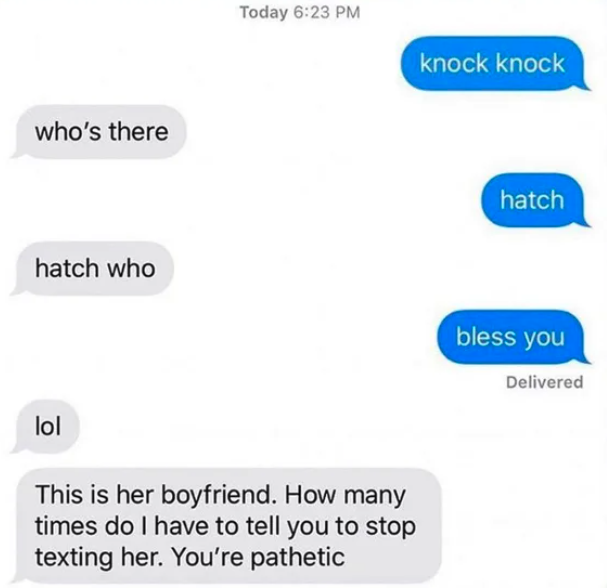 Today 6:23 PM
knock knock
who's there
hatch
hatch who
bless you
Delivered
lol
This is her boyfriend. How many
times do I have to tell you to stop
texting her. You're pathetic